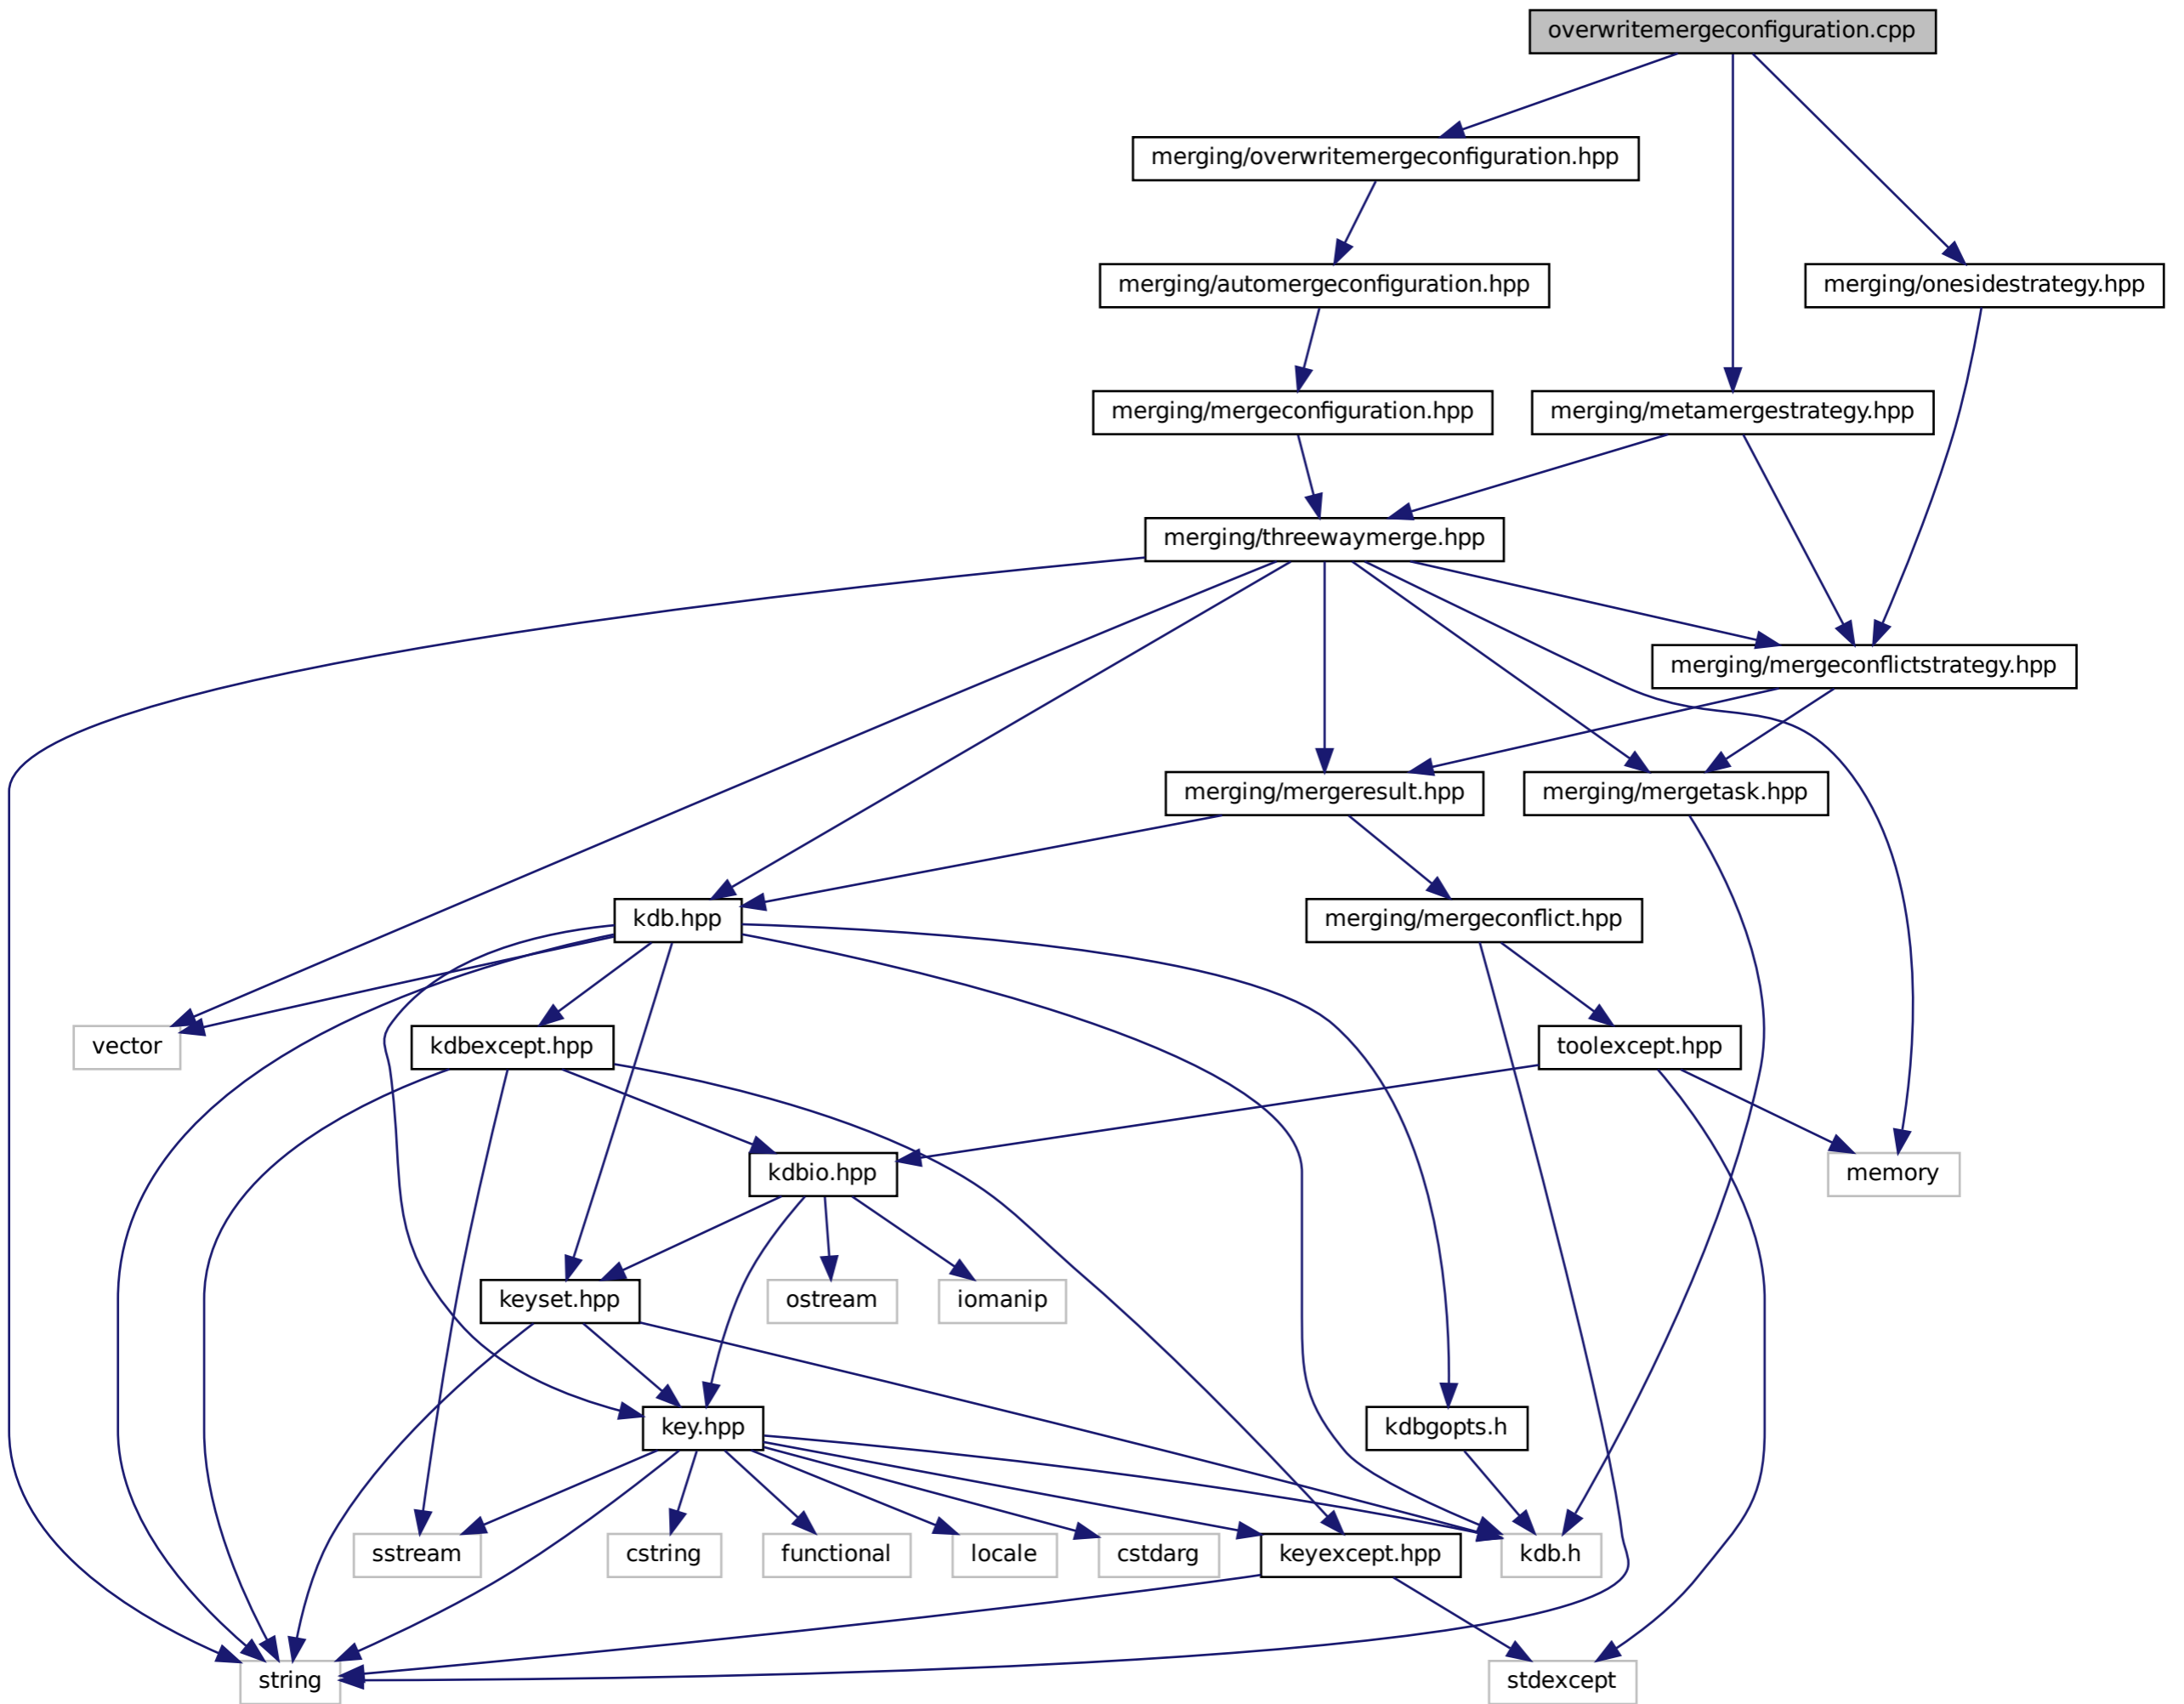 overwritemergeconfiguration.cpp
merging/overwritemergeconfiguration.hpp
merging/automergeconfiguration.hpp
merging/onesidestrategy.hpp
merging/mergeconfiguration.hpp
merging/metamergestrategy.hpp
merging/threewaymerge.hpp
merging/mergeconflictstrategy.hpp
merging/mergeresult.hpp
merging/mergetask.hpp
kdb.hpp
merging/mergeconflict.hpp
vector
kdbexcept.hpp
toolexcept.hpp
kdbio.hpp
memory
keyset.hpp
ostream
iomanip
key.hpp
kdbgopts.h
sstream
cstring
functional
locale
cstdarg
keyexcept.hpp
kdb.h
string
stdexcept